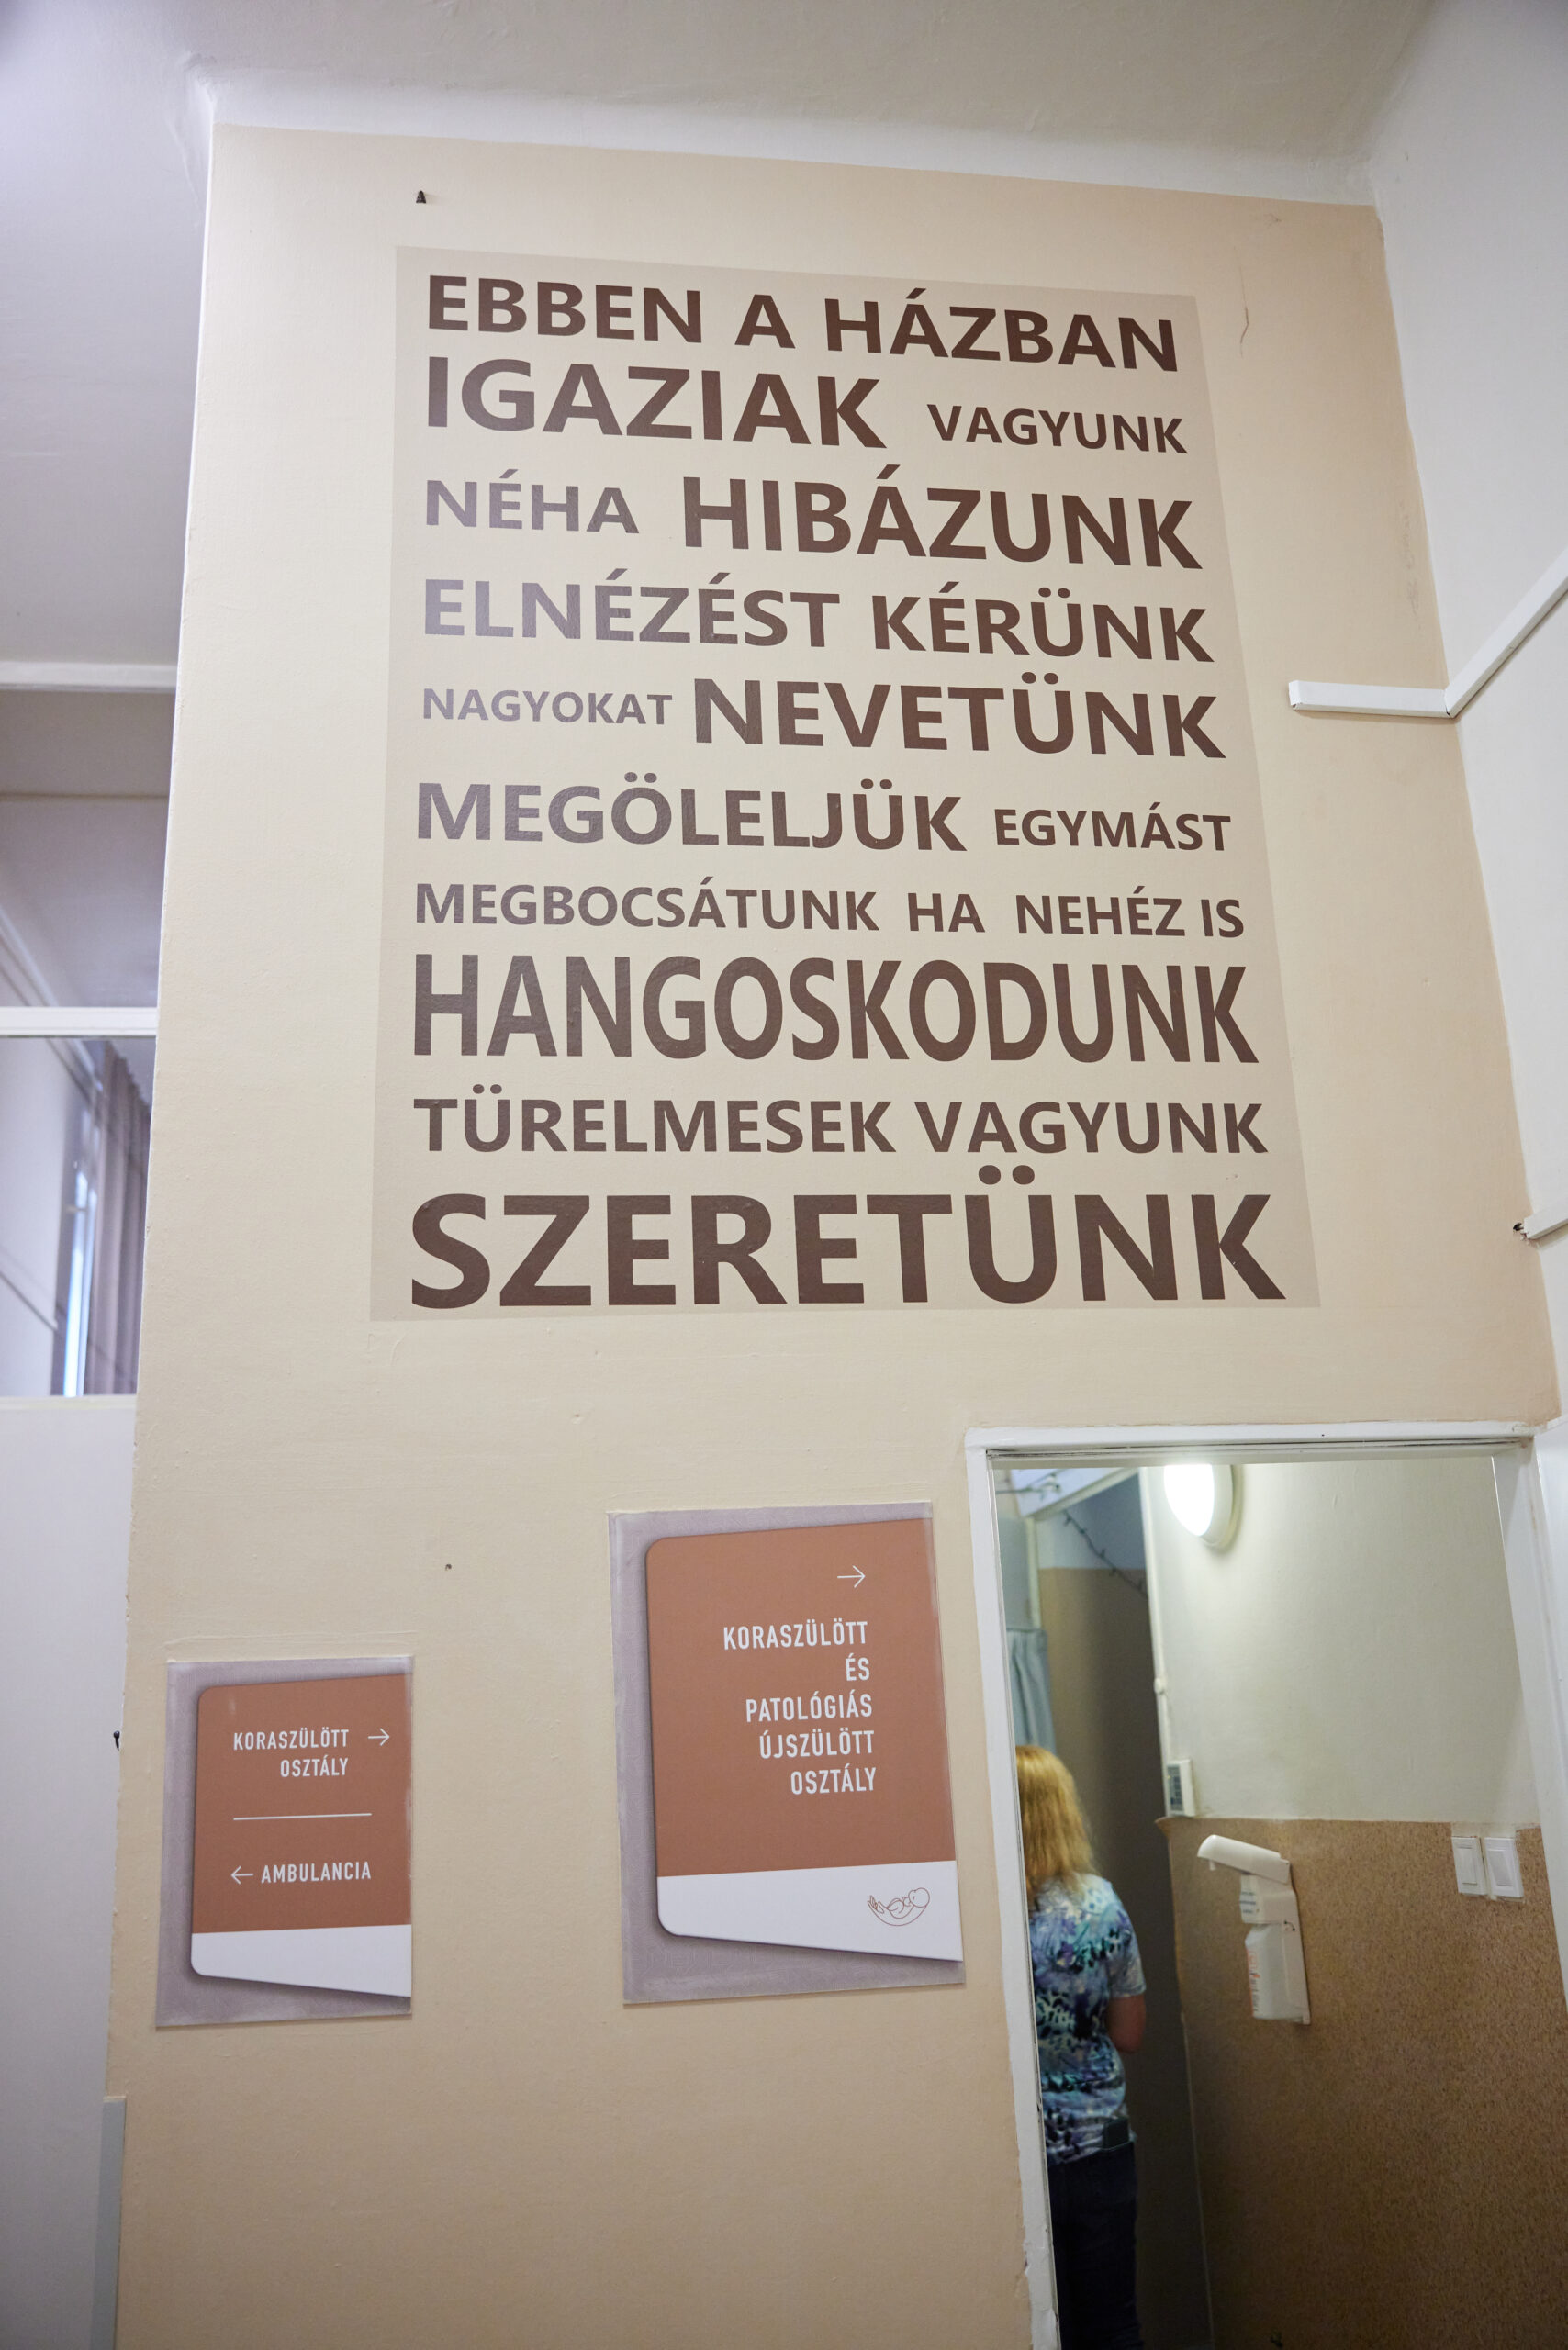 EBBEN A HÁZBAN
IGAZIAK VAGYUNK
NÉHA HIBÁZUNK
ELNÉZÉST KÉRÜNK
NAGYOKAT NEVETÜNK
MEGÖLELJÜK EGYMÁST
MEGBOCSÁTUNK HA NEHÉZ IS
HANGOSKODUNK
TÜRELMESEK VAGYUNK
SZERETÜNK
KORASZÜLÖTT →
OSZTÁLY
← AMBULANCIA
→
KORASZÜLÖTT
ÉS
PATOLÓGIÁS
ÚJSZÜLÖTT
OSZTÁLY